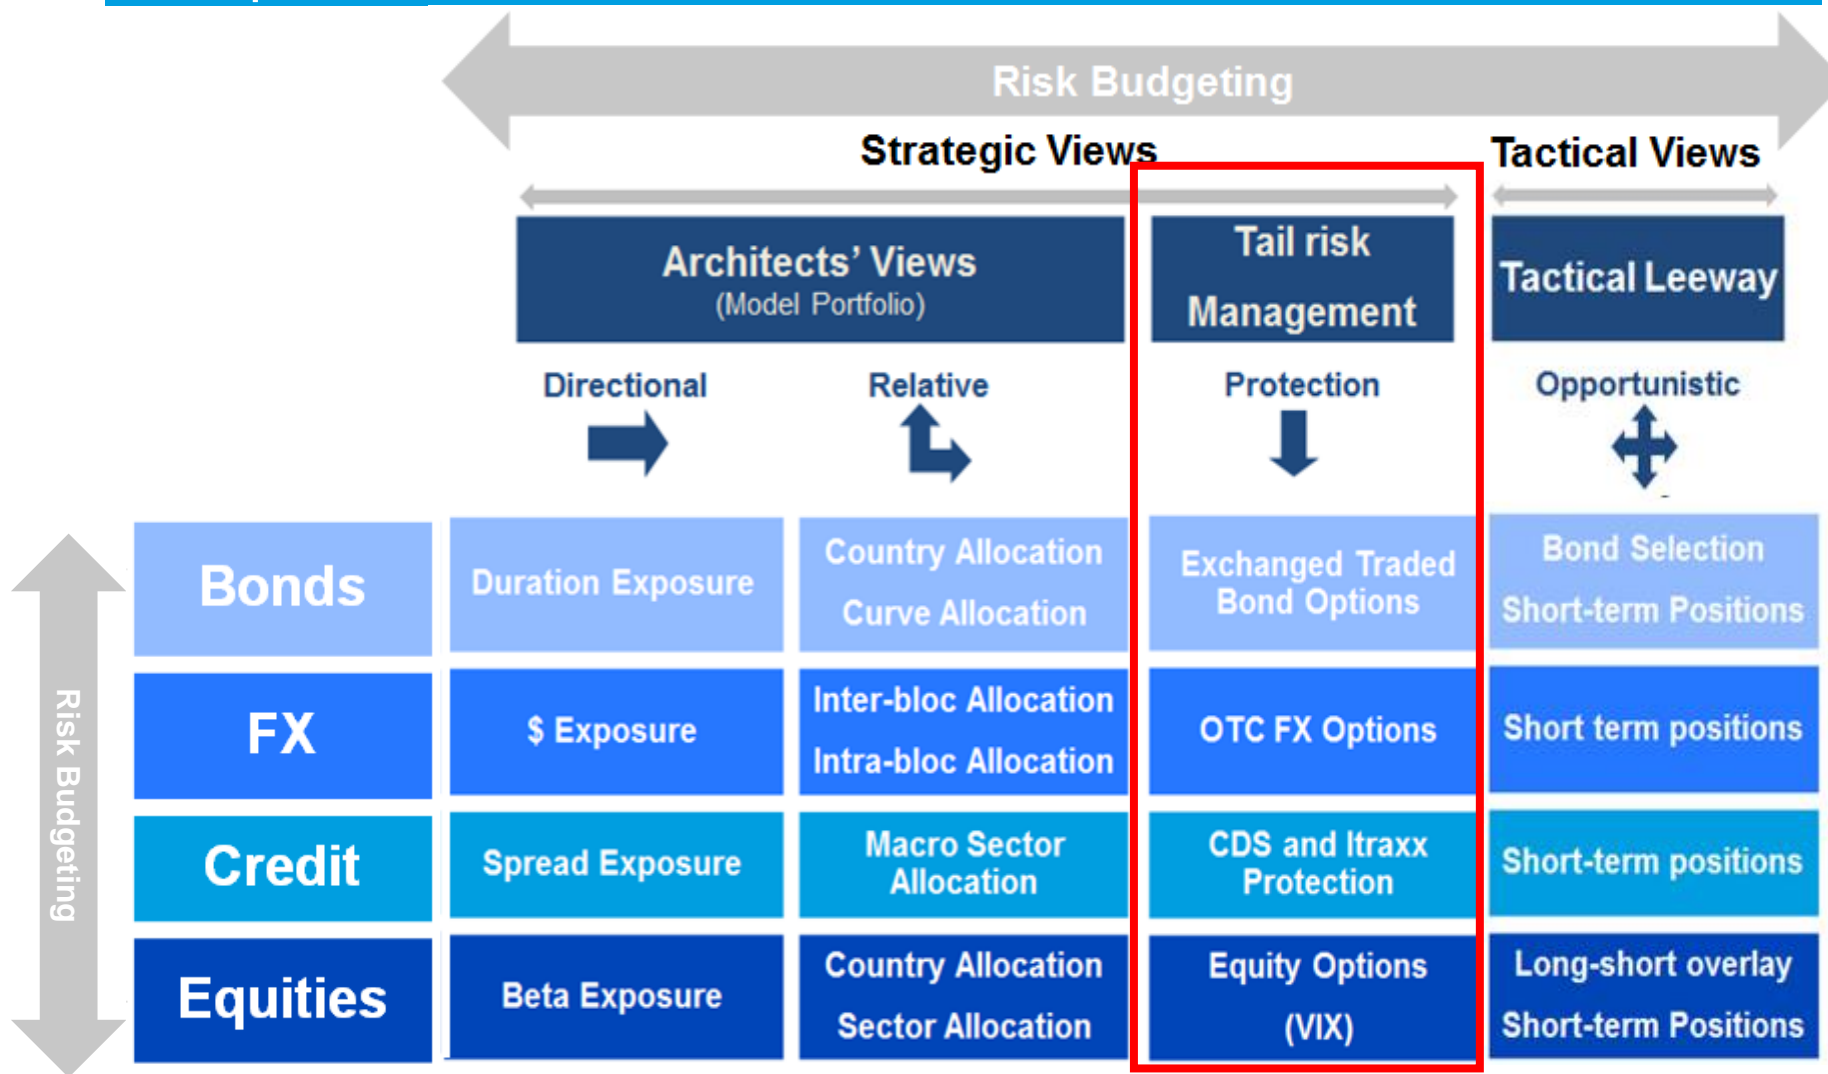 Risk Budgeting
Strategic Views
Tactical Views
Architects’ Views
(Model Portfolio)
Tail risk
Management
Tactical Leeway
Directional
Relative
Protection
Opportunistic
Risk Budgeting
Bonds
Duration Exposure
Country Allocation
Curve Allocation
Exchanged Traded
Bond Options
Bond Selection
Short-term Positions
FX
$ Exposure
Inter-bloc Allocation
Intra-bloc Allocation
OTC FX Options
Short term positions
Credit
Spread Exposure
Macro Sector
Allocation
CDS and Itraxx
Protection
Short-term positions
Equities
Beta Exposure
Country Allocation
Sector Allocation
Equity Options
(VIX)
Long-short overlay
Short-term Positions